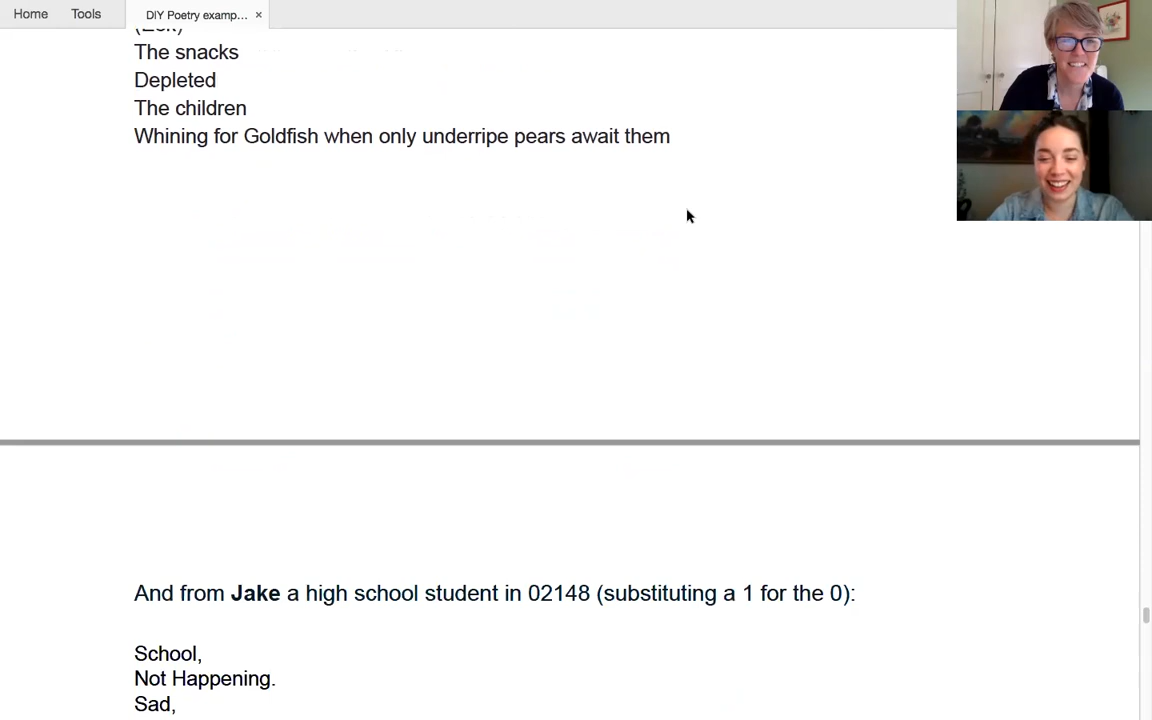 Home
Tools
DIY Poetry examp...
×
The snacks
Depleted
The children
Whining for Goldfish when only underripe pears await them
And from Jake a high school student in 02148 (substituting a 1 for the 0):
School,
Not Happening.
Sad,